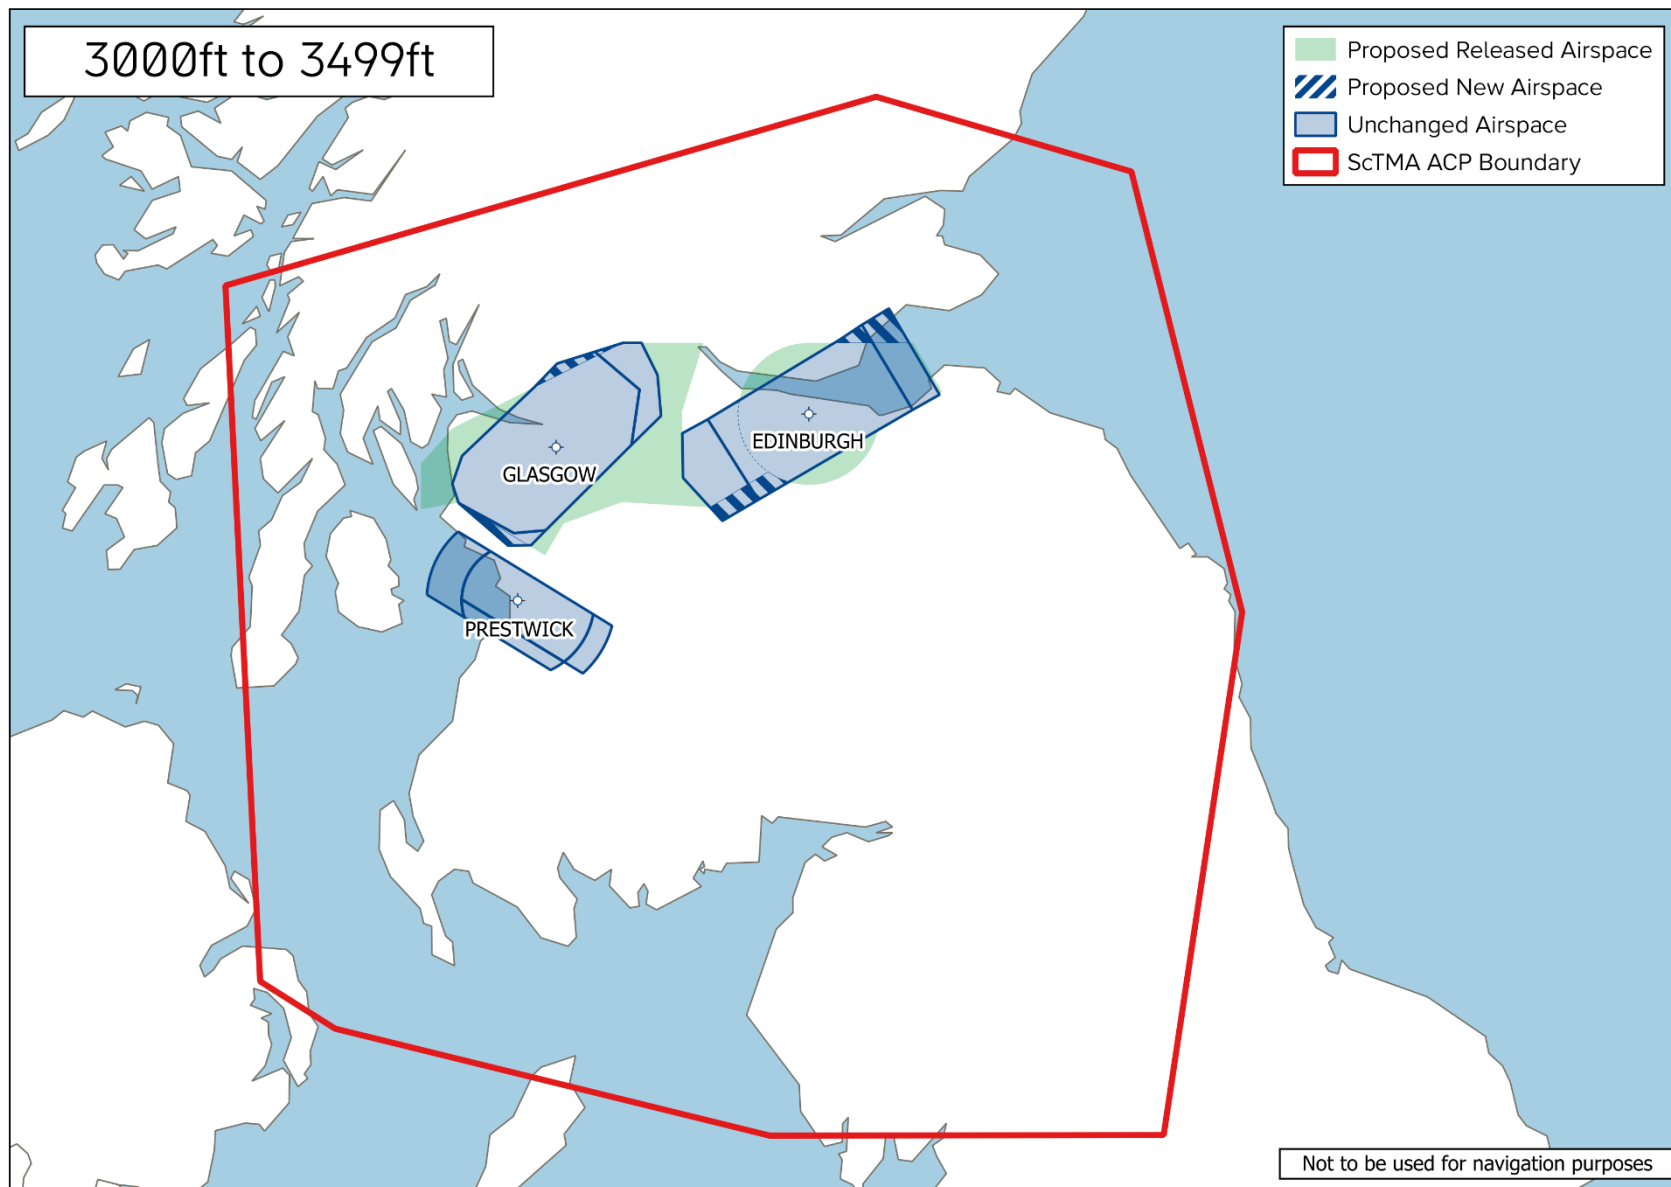 3000ft to 3499ft
Proposed Released Airspace
Proposed New Airspace
Unchanged Airspace
ScTMA ACP Boundary
EDINBURGH
GLASGOW
PRESTWICK
Not to be used for navigation purposes